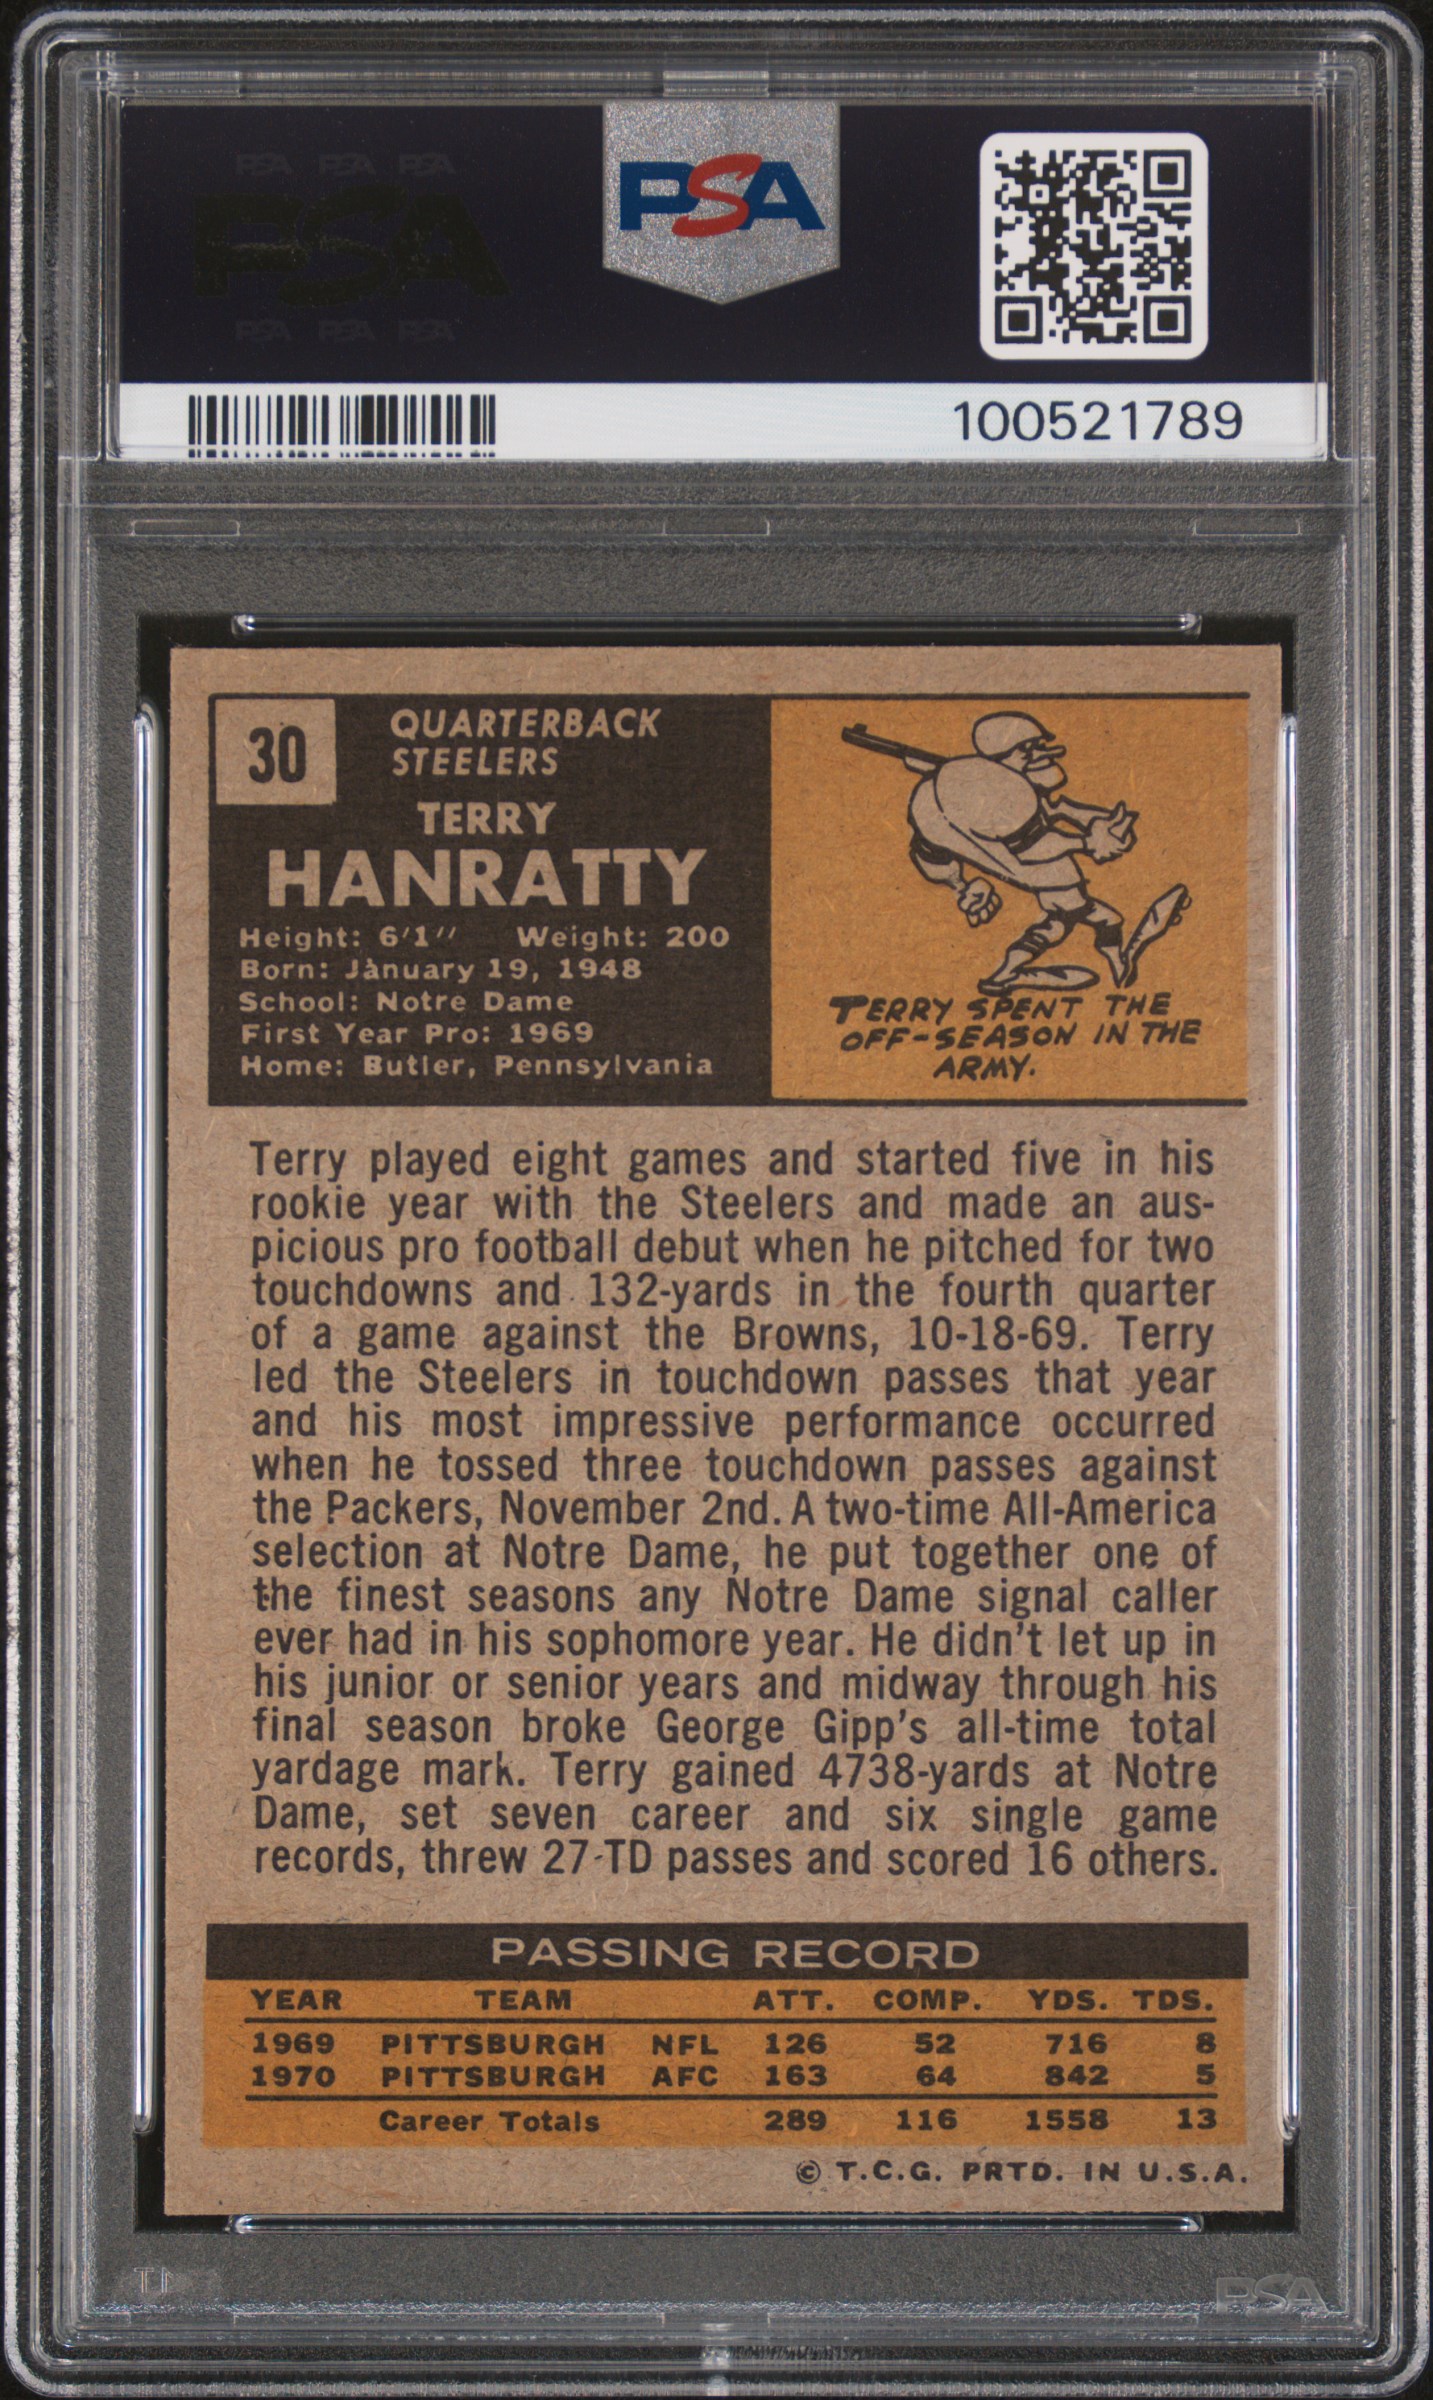 PSA PSA PSA
PSA
PSA PSA PSA
PSA
100521789
30
QUARTERBACK
STEELERS
TERRY
HANRATTY
Height: 6'1" Weight: 200
Born: January 19, 1948
School: Notre Dame
First Year Pro: 1969
Home: Butler, Pennsylvania
TERRY SPENT THE
OFF-SEASON IN THE
ARMY.
Terry played eight games and started five in his
rookie year with the Steelers and made an aus-
picious pro football debut when he pitched for two
touchdowns and 132-yards in the fourth quarter
of a game against the Browns, 10-18-69. Terry
led the Steelers in touchdown passes that year
and his most impressive performance occurred
when he tossed three touchdown passes against
the Packers, November 2nd. A two-time All-America
selection at Notre Dame, he put together one of
the finest seasons any Notre Dame signal caller
ever had in his sophomore year. He didn't let up in
his junior or senior years and midway through his
final season broke George Gipp's all-time total
yardage mark. Terry gained 4738-yards at Notre
Dame, set seven career and six single game
records, threw 27-TD passes and scored 16 others.
PASSING RECORD
YEAR TEAM ATT. COMP. YDS. TDS.
1969 PITTSBURGH NFL 126 52 716 8
1970 PITTSBURGH AFC 163 64 842 5
Career Totals 289 116 1558 13
© T.C.G. PRTD. IN U.S.A.
PSA